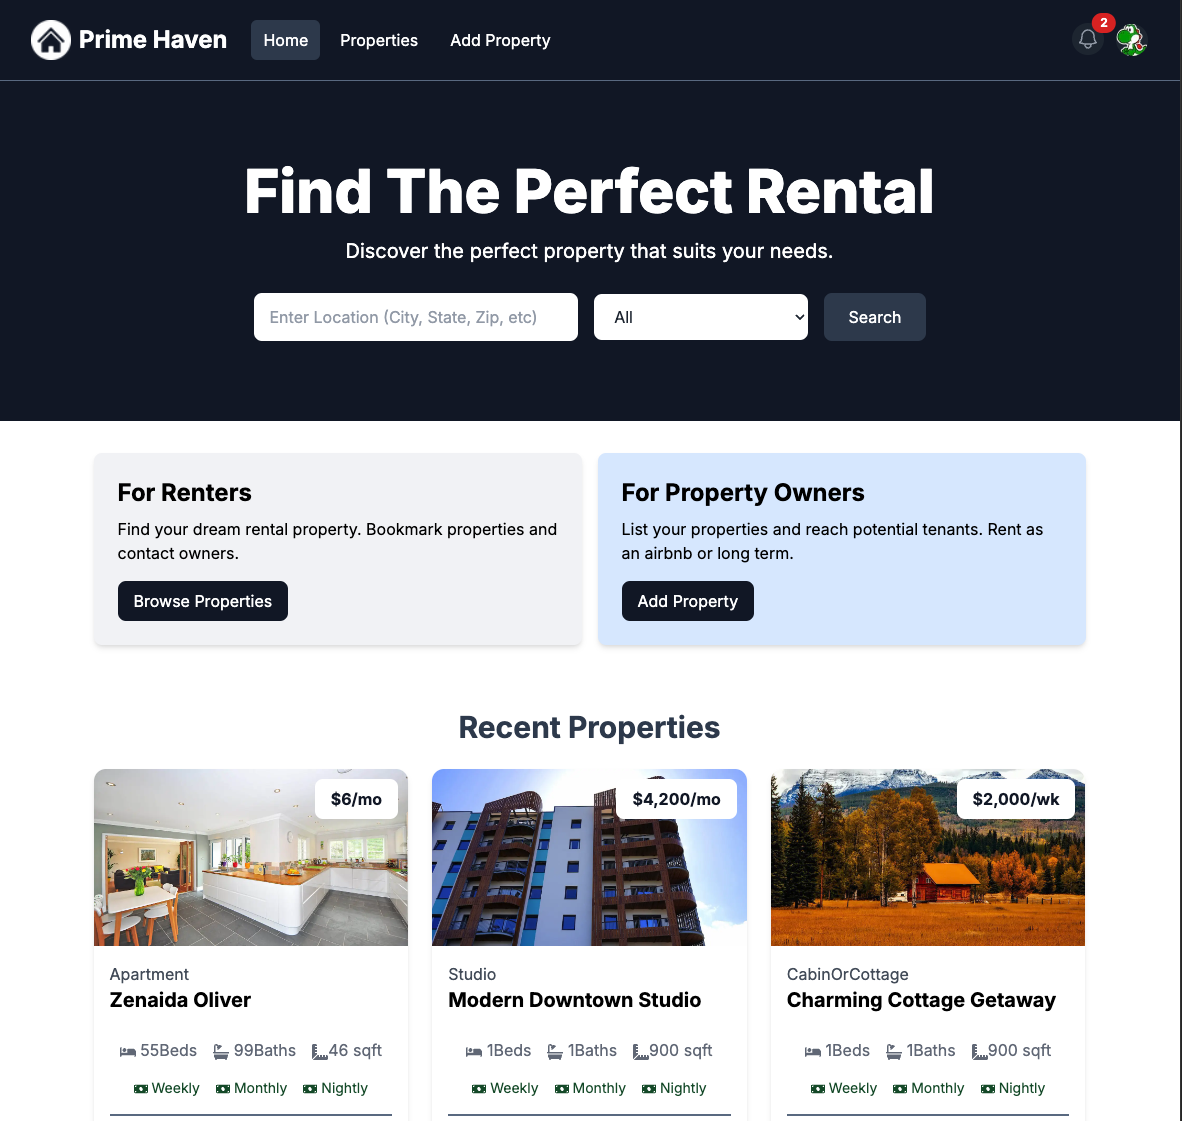 Prime Haven
Home
Properties
Add Property
2
Find The Perfect Rental
Discover the perfect property that suits your needs.
Enter Location (City, State, Zip, etc)
All
Search
For Renters
Find your dream rental property. Bookmark properties and
contact owners.
Browse Properties
For Property Owners
List your properties and reach potential tenants. Rent as
an airbnb or long term.
Add Property
Recent Properties
$6/mo
Apartment
Zenaida Oliver
55Beds 99Baths 46 sqft
Weekly Monthly Nightly
$4,200/mo
Studio
Modern Downtown Studio
1Beds 1Baths 900 sqft
Weekly Monthly Nightly
$2,000/wk
CabinOrCottage
Charming Cottage Getaway
1Beds 1Baths 900 sqft
Weekly Monthly Nightly